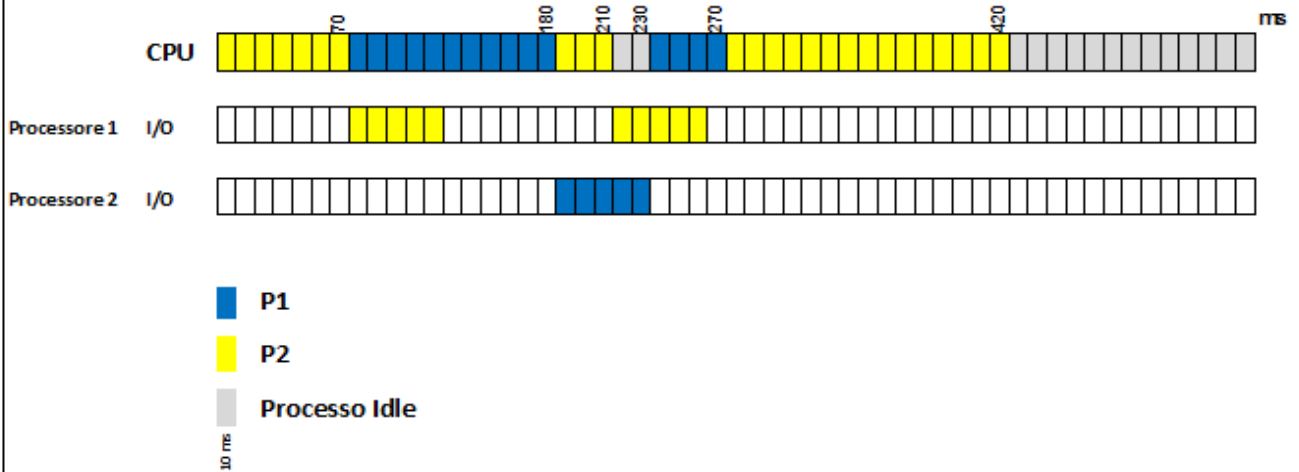 70 180 210 230 270 420 ms
CPU
Processore 1 I/O
Processore 2 I/O
P1
P2
Processo Idle
10 ms